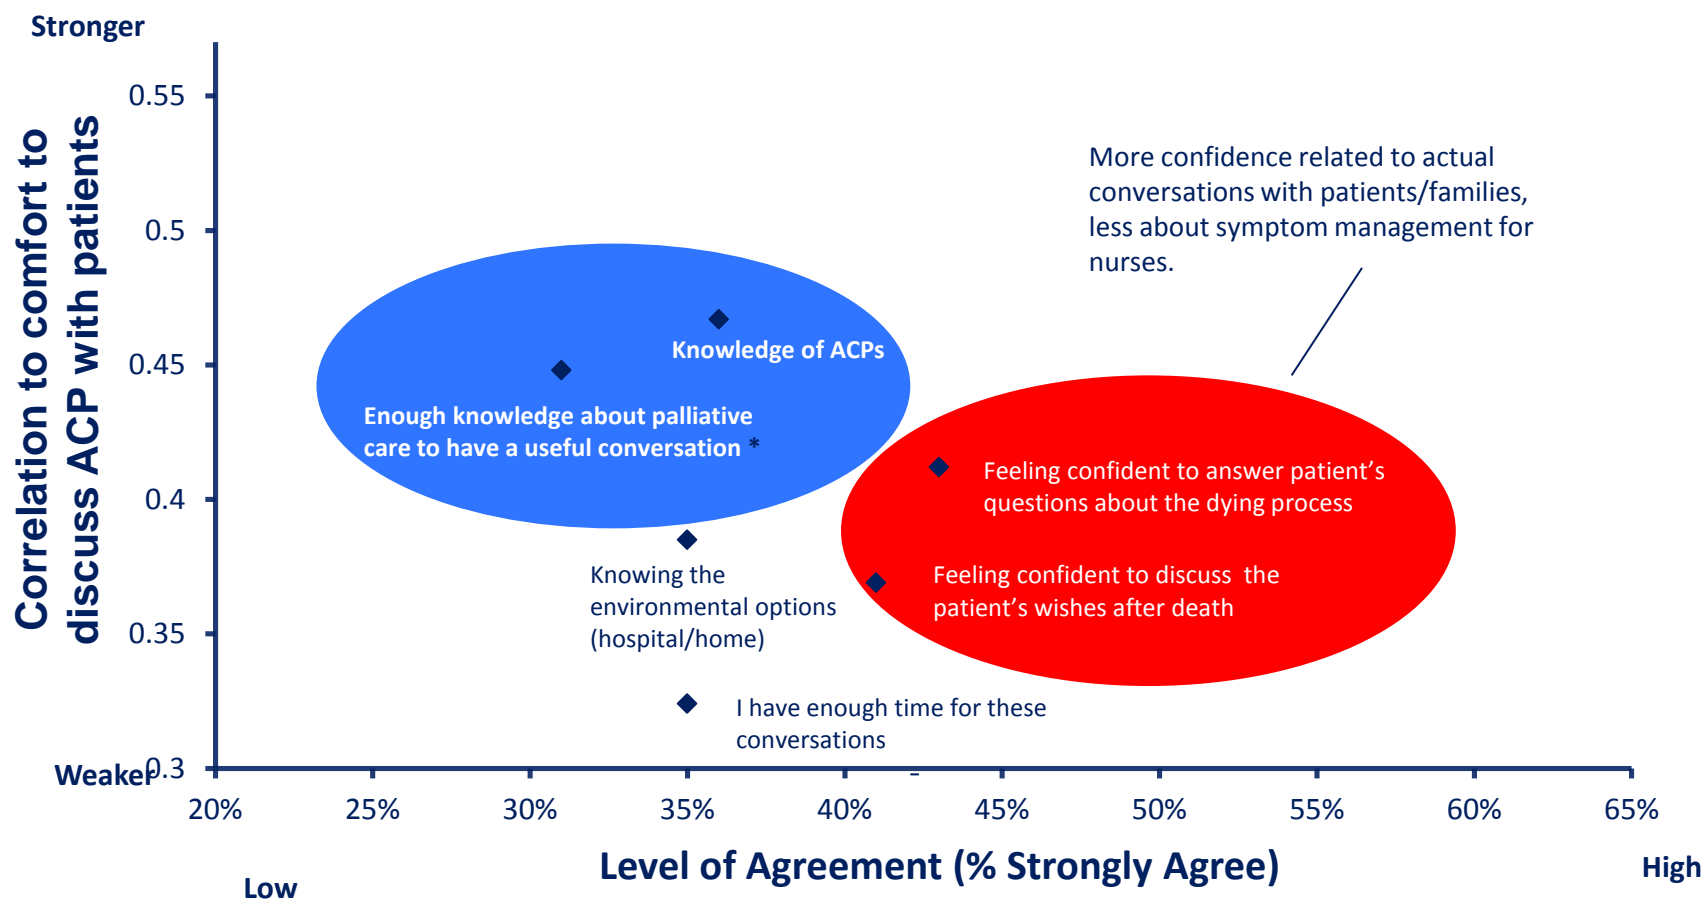 Stronger
0.55
0.5
0.45
0.4
0.35
0.3
Weaker
Correlation to comfort to
discuss ACP with patients
More confidence related to actual
conversations with patients/families,
less about symptom management for
nurses.
Knowledge of ACPs
Enough knowledge about palliative
care to have a useful conversation *
Feeling confident to answer patient’s
questions about the dying process
Feeling confident to discuss the
patient’s wishes after death
Knowing the
environmental options
(hospital/home)
I have enough time for these
conversations
20% 25% 30% 35% 40% 45% 50% 55% 60% 65%
Level of Agreement (% Strongly Agree)
Low
High